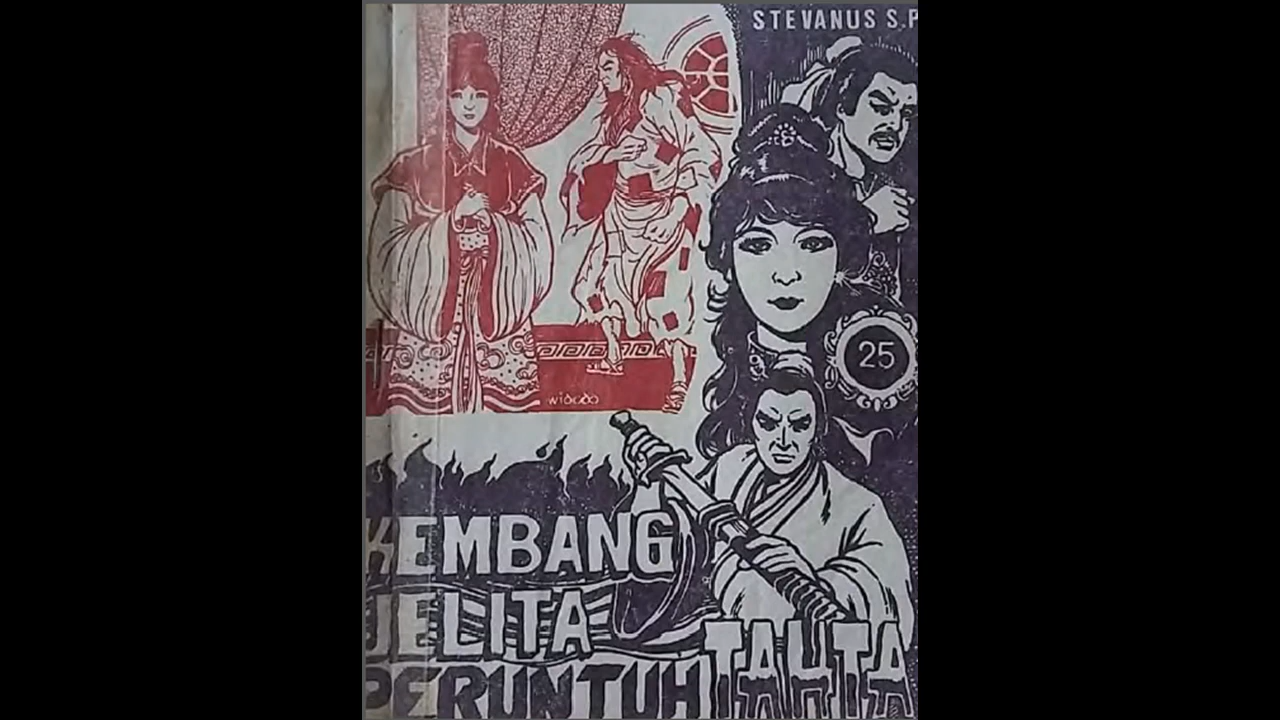 STEVANUS S.P
25
widodo
KEMBANG
JELITA
PERUNTUH TAHTA